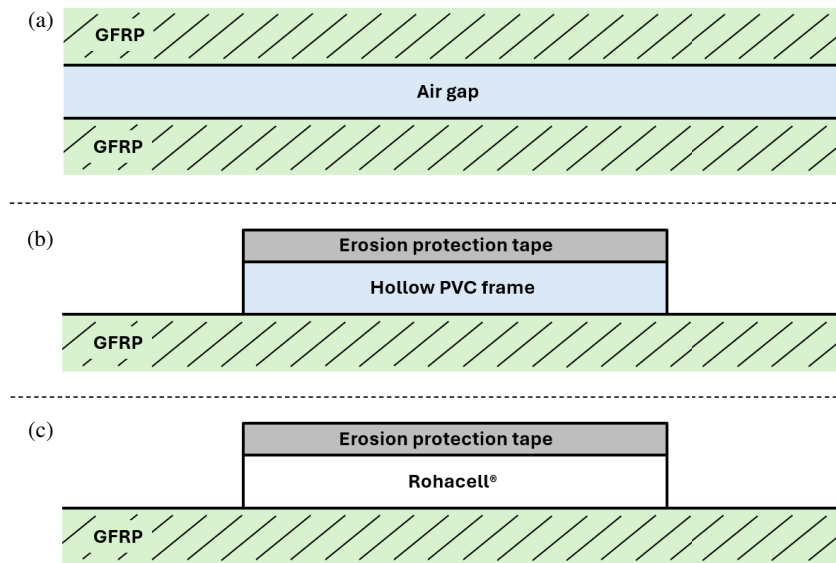 (a)
GFRP
Air gap
GFRP
(b)
Erosion protection tape
Hollow PVC frame
GFRP
(c)
Erosion protection tape
Rohacell®
GFRP